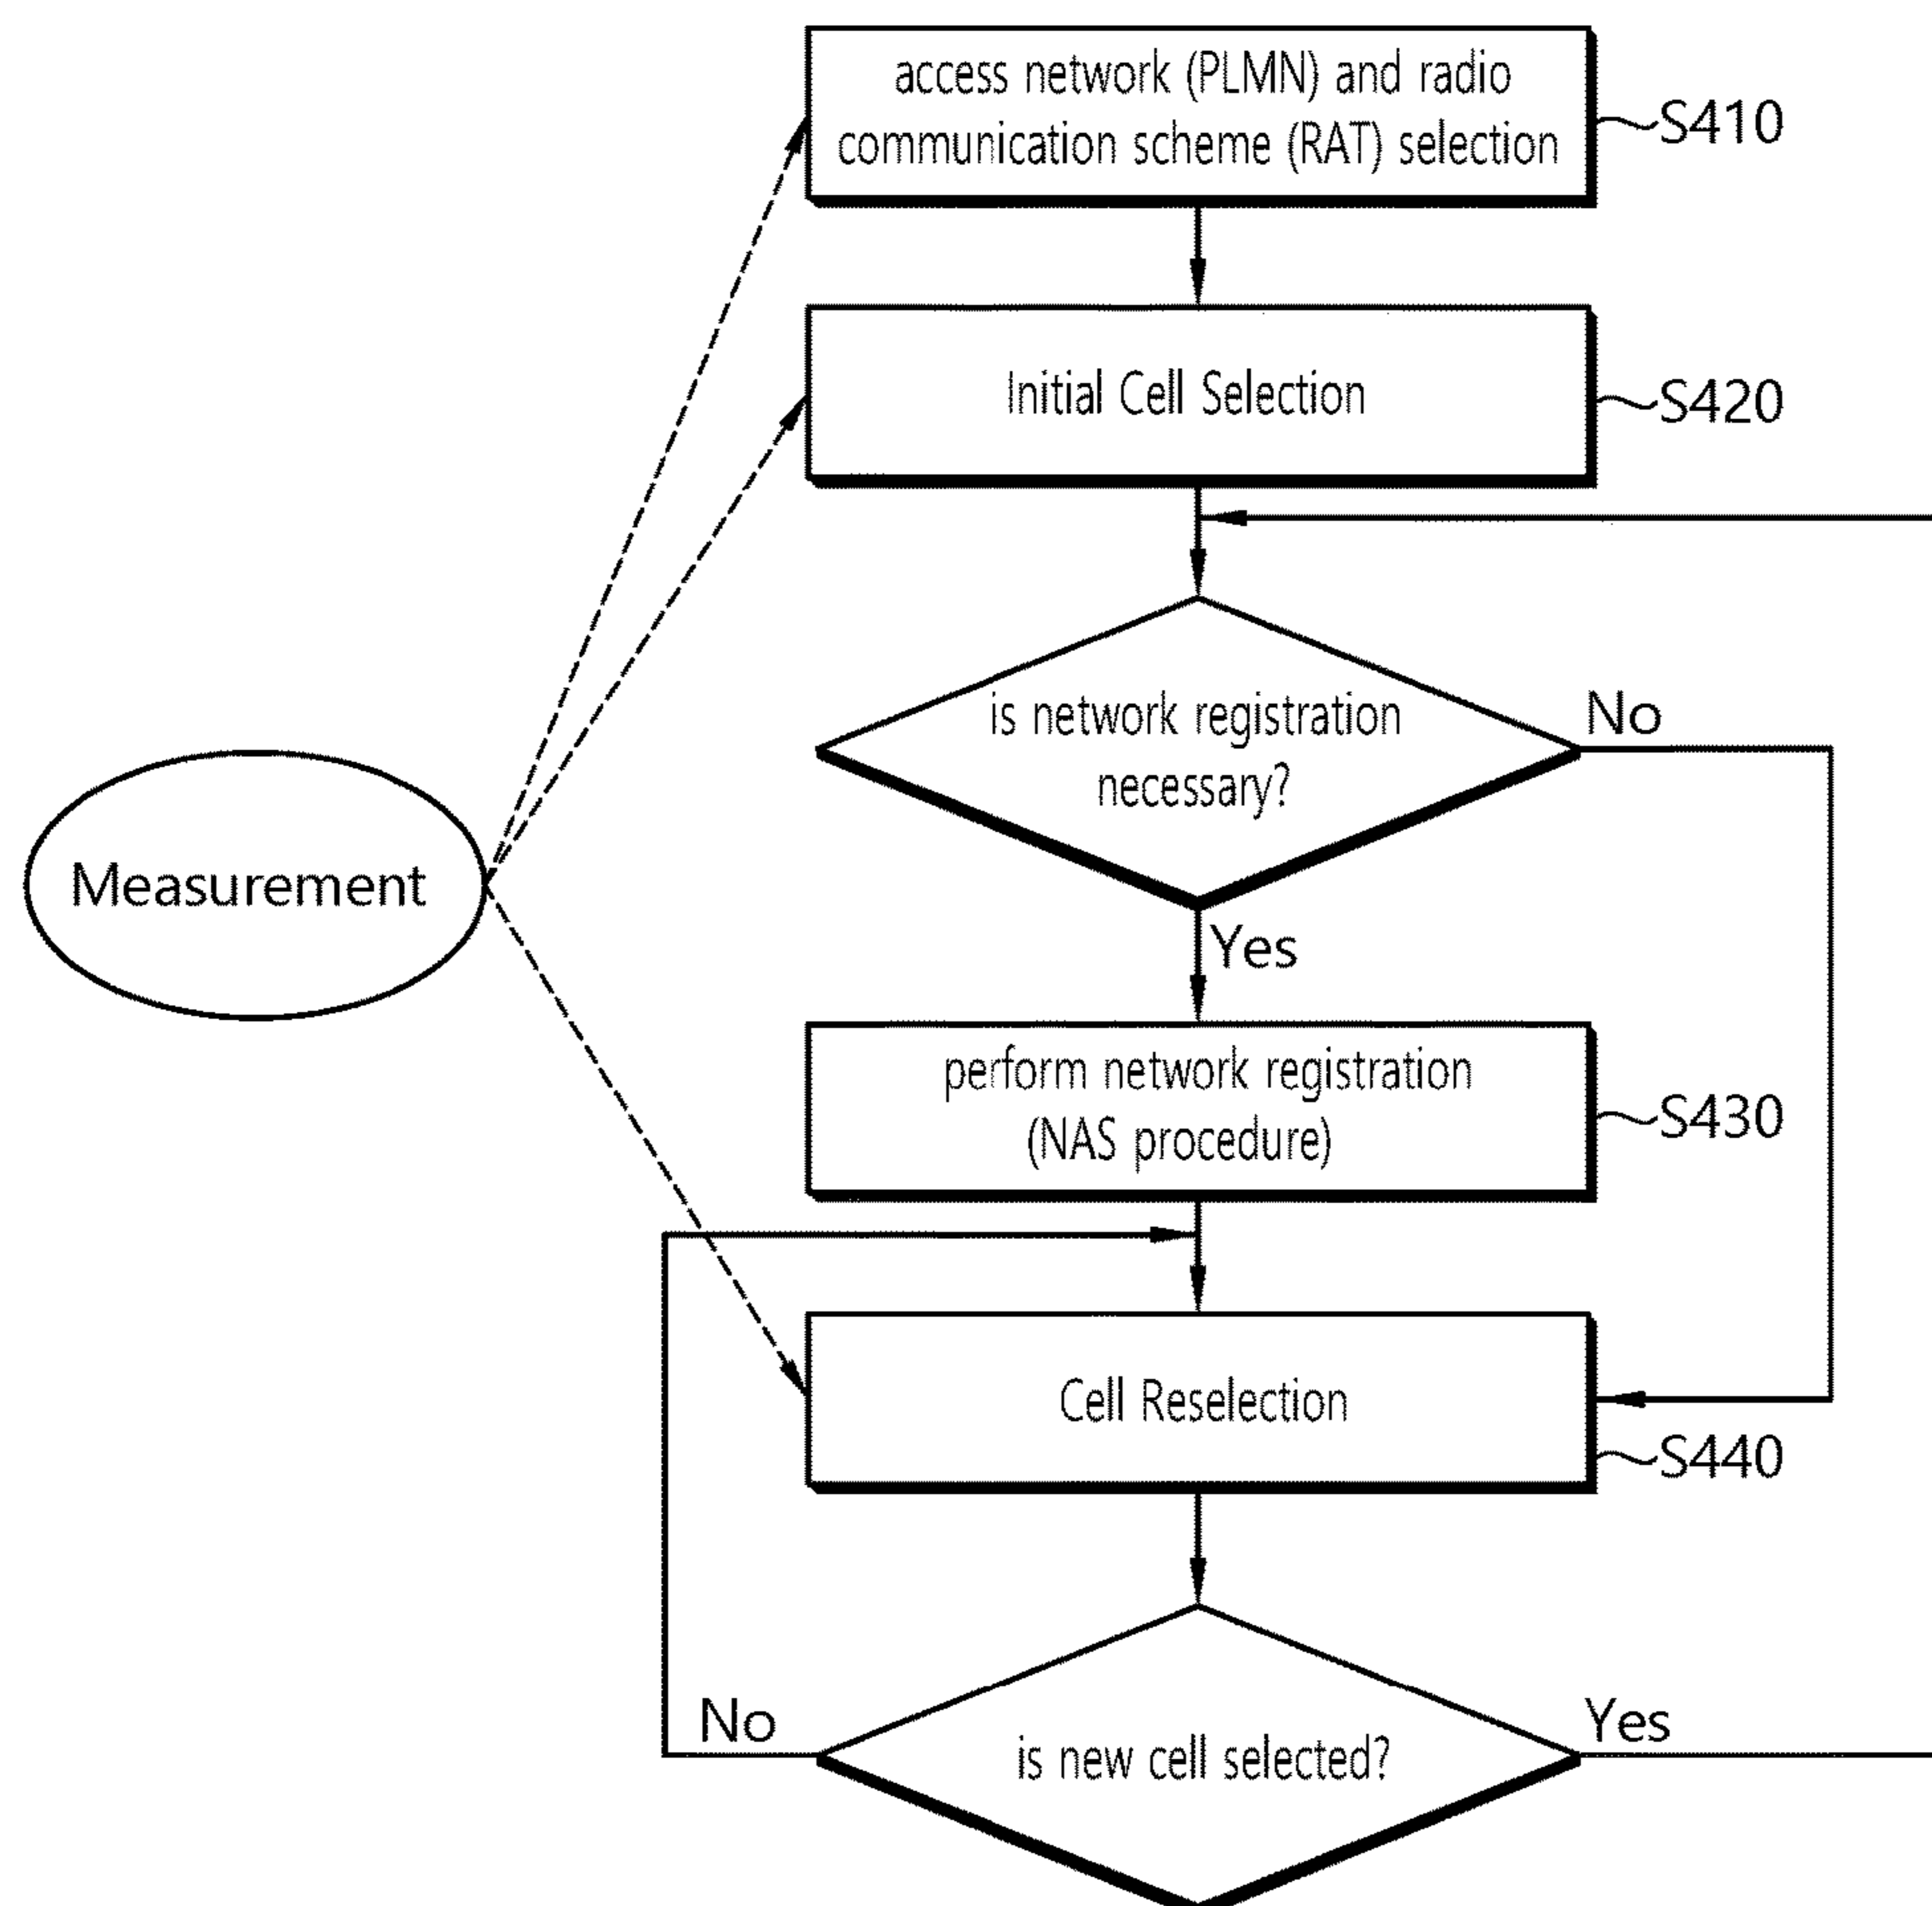 access network (PLMN) and radio
communication scheme (RAT) selection
S410
Initial Cell Selection
S420
is network registration
necessary?
No
Measurement
Yes
perform network registration
(NAS procedure)
S430
Cell Reselection
S440
No
is new cell selected?
Yes